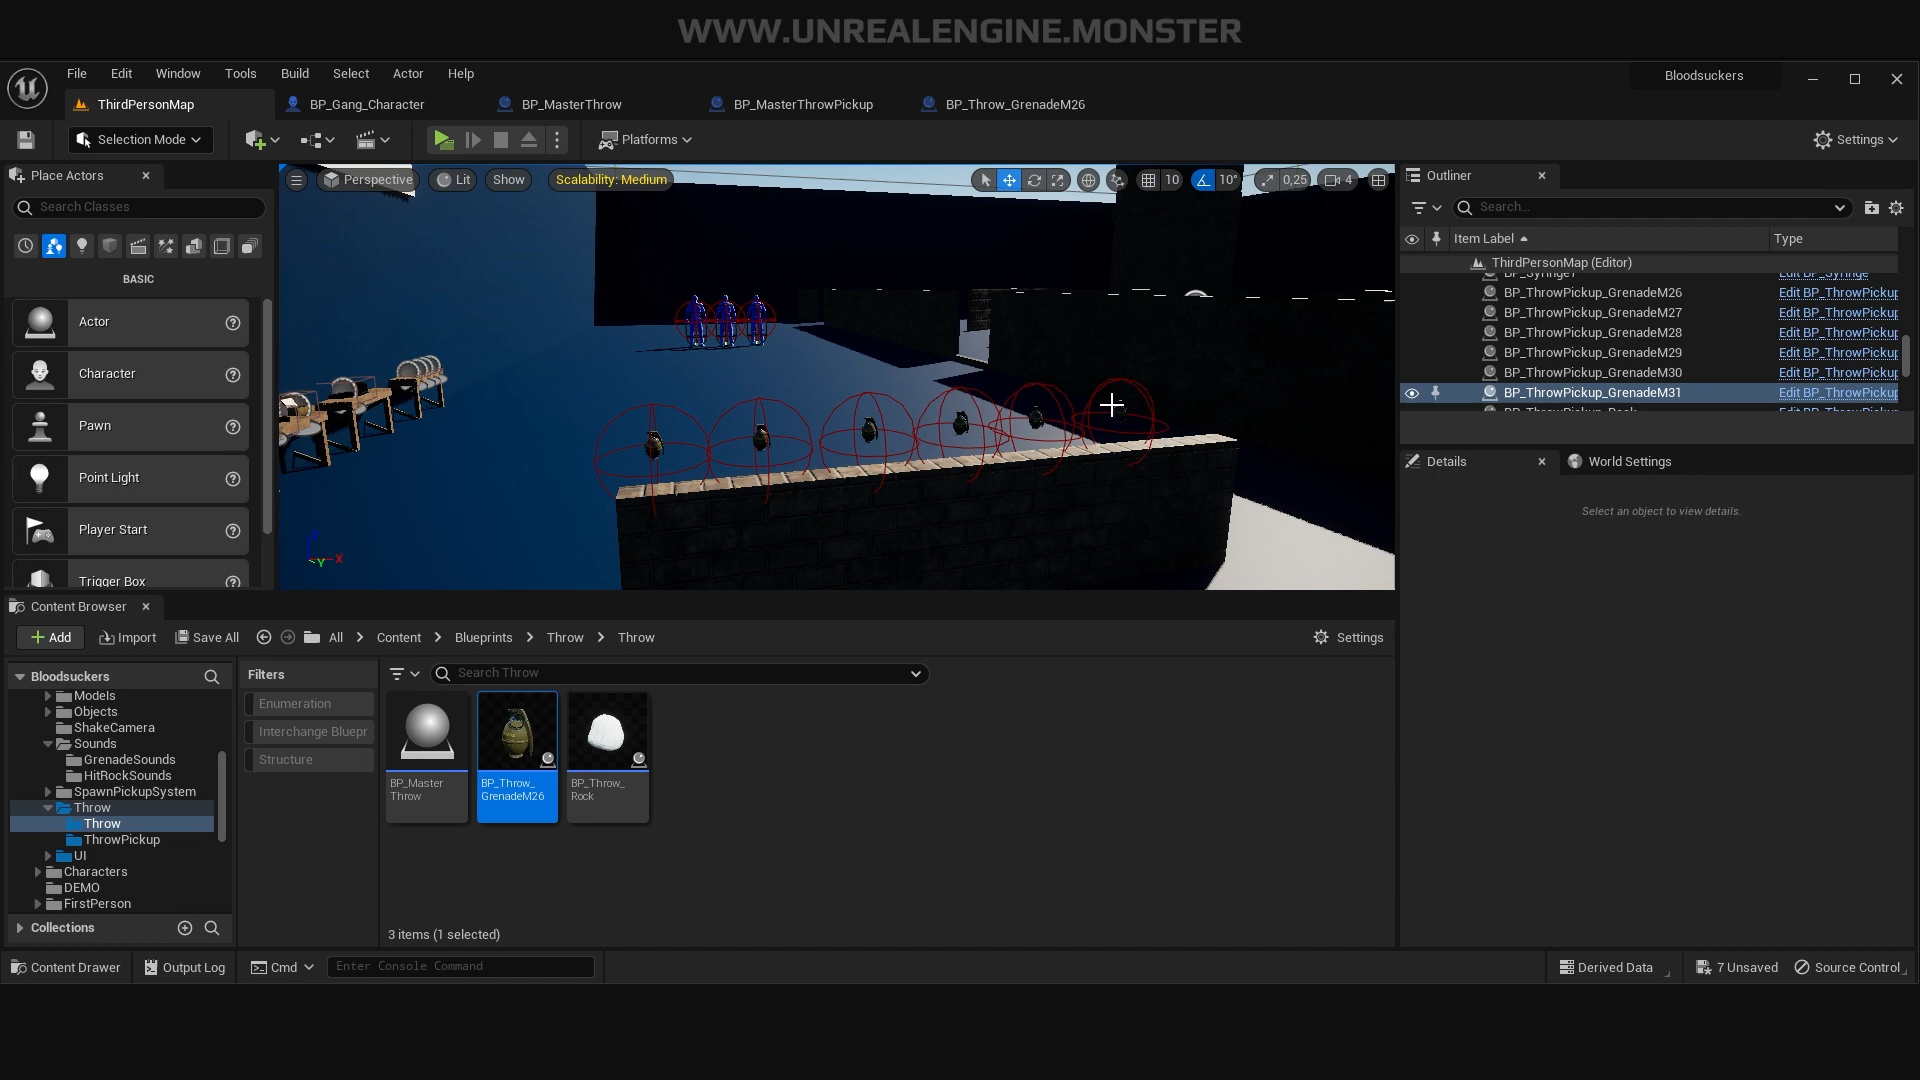 WWW.UNREALENGINE.MONSTER
File Edit Window Tools Build Select Actor Help
Bloodsuckers
ThirdPersonMap BP_Gang_Character BP_MasterThrow BP_MasterThrowPickup BP_Throw_GrenadeM26
Selection Mode Platforms Settings
Place Actors
Search Classes
BASIC
Actor
Character
Pawn
Point Light
Player Start
Trigger Box
Perspective Lit Show Scalability: Medium 10 10° 0,25 4
X
Y
Outliner
Search...
Item Label Type
ThirdPersonMap (Editor)
BP_Syringe7 Edit BP_Syringe
BP_ThrowPickup_GrenadeM26 Edit BP_ThrowPickup
BP_ThrowPickup_GrenadeM27 Edit BP_ThrowPickup
BP_ThrowPickup_GrenadeM28 Edit BP_ThrowPickup
BP_ThrowPickup_GrenadeM29 Edit BP_ThrowPickup
BP_ThrowPickup_GrenadeM30 Edit BP_ThrowPickup
BP_ThrowPickup_GrenadeM31 Edit BP_ThrowPickup
Details World Settings
Select an object to view details.
Content Browser
Add Import Save All All Content Blueprints Throw Throw Settings
Bloodsuckers
Models
Objects
ShakeCamera
Sounds
GrenadeSounds
HitRockSounds
SpawnPickupSystem
Throw
Throw
ThrowPickup
UI
Characters
DEMO
FirstPerson
Collections
Filters
Enumeration
Interchange Bluepr
Structure
Search Throw
BP_Master
Throw
BP_Throw_
GrenadeM26
BP_Throw_
Rock
3 items (1 selected)
Content Drawer Output Log Cmd Enter Console Command Derived Data 7 Unsaved Source Control